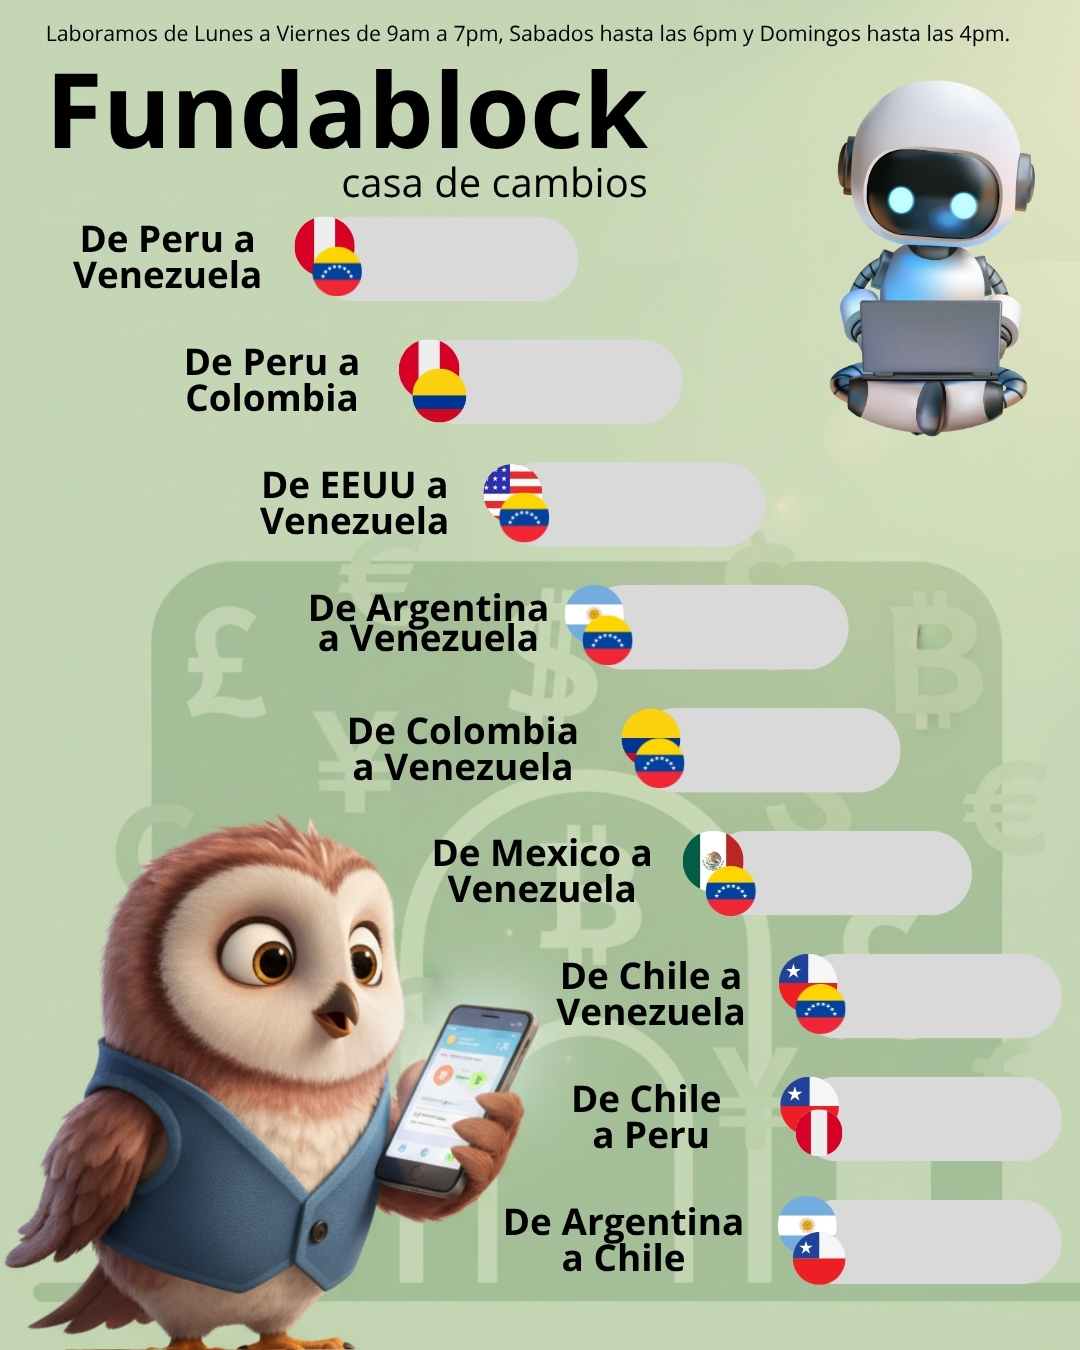 Laboramos de Lunes a Viernes de 9am a 7pm, Sabados hasta las 6pm y Domingos hasta las 4pm.
Fundablock
casa de cambios
De Peru a
Venezuela
De Peru a
Colombia
De EEUU a
Venezuela
De Argentina
a Venezuela
De Colombia
a Venezuela
De Mexico a
Venezuela
De Chile a
Venezuela
De Chile
a Peru
De Argentina
a Chile